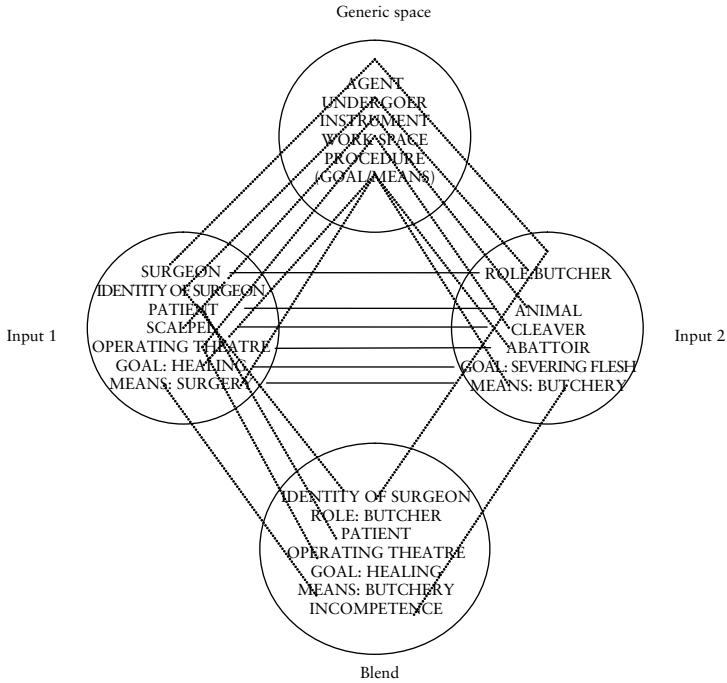 Generic space
AGENT
UNDERGOER
INSTRUMENT
WORK SPACE
PROCEDURE
(GOAL/MEANS)
Input 1
SURGEON
IDENTITY OF SURGEON
PATIENT
SCALPEL
OPERATING THEATRE
GOAL: HEALING
MEANS: SURGERY
ROLE:BUTCHER
ANIMAL
CLEAVER
ABATTOIR
GOAL: SEVERING FLESH
MEANS: BUTCHERY
Input 2
IDENTITY OF SURGEON
ROLE: BUTCHER
PATIENT
OPERATING THEATRE
GOAL: HEALING
MEANS: BUTCHERY
INCOMPETENCE
Blend